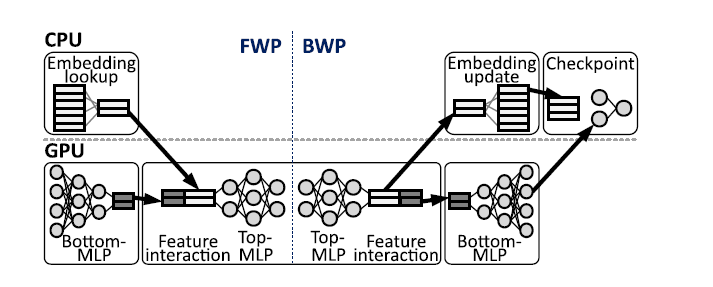 CPU
FWP
BWP
Embedding
lookup
Embedding
update
Checkpoint
GPU
Bottom-
MLP
Feature
interaction
Top-
MLP
Top-
MLP
Feature
interaction
Bottom-
MLP